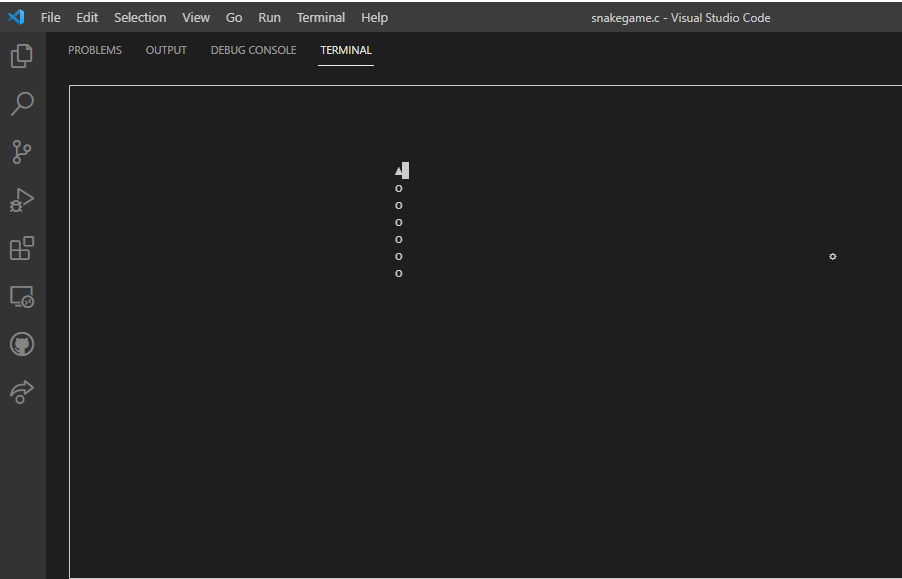 File Edit Selection View Go Run Terminal Help snakegame.c - Visual Studio Code
PROBLEMS OUTPUT DEBUG CONSOLE TERMINAL
▲
o
o
o
o
o
o